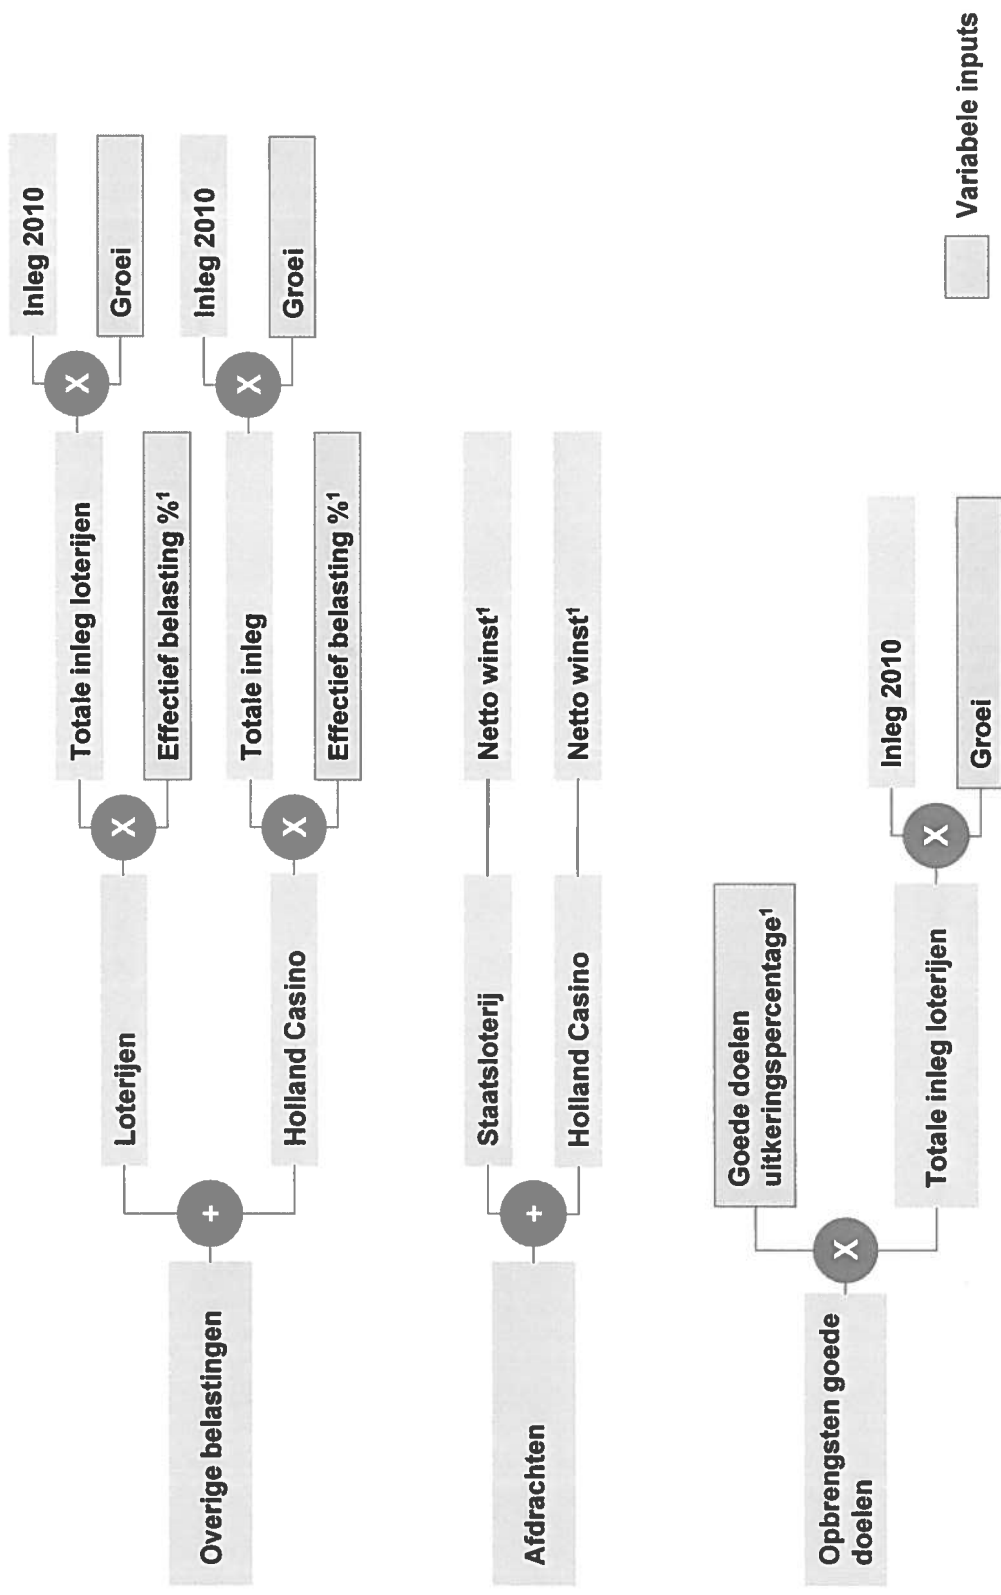 Overige belastingen
+
Loterijen
X
Totale inleg loterijen
X
Inleg 2010
Groei
Effectief belasting %¹
Holland Casino
X
Totale inleg
X
Inleg 2010
Groei
Effectief belasting %¹
Afdrachten
+
Staatsloterij
Netto winst¹
Holland Casino
Netto winst¹
Opbrengsten goede
doelen
X
Goede doelen
uitkeringspercentage¹
Totale inleg loterijen
X
Inleg 2010
Groei
Variabele inputs